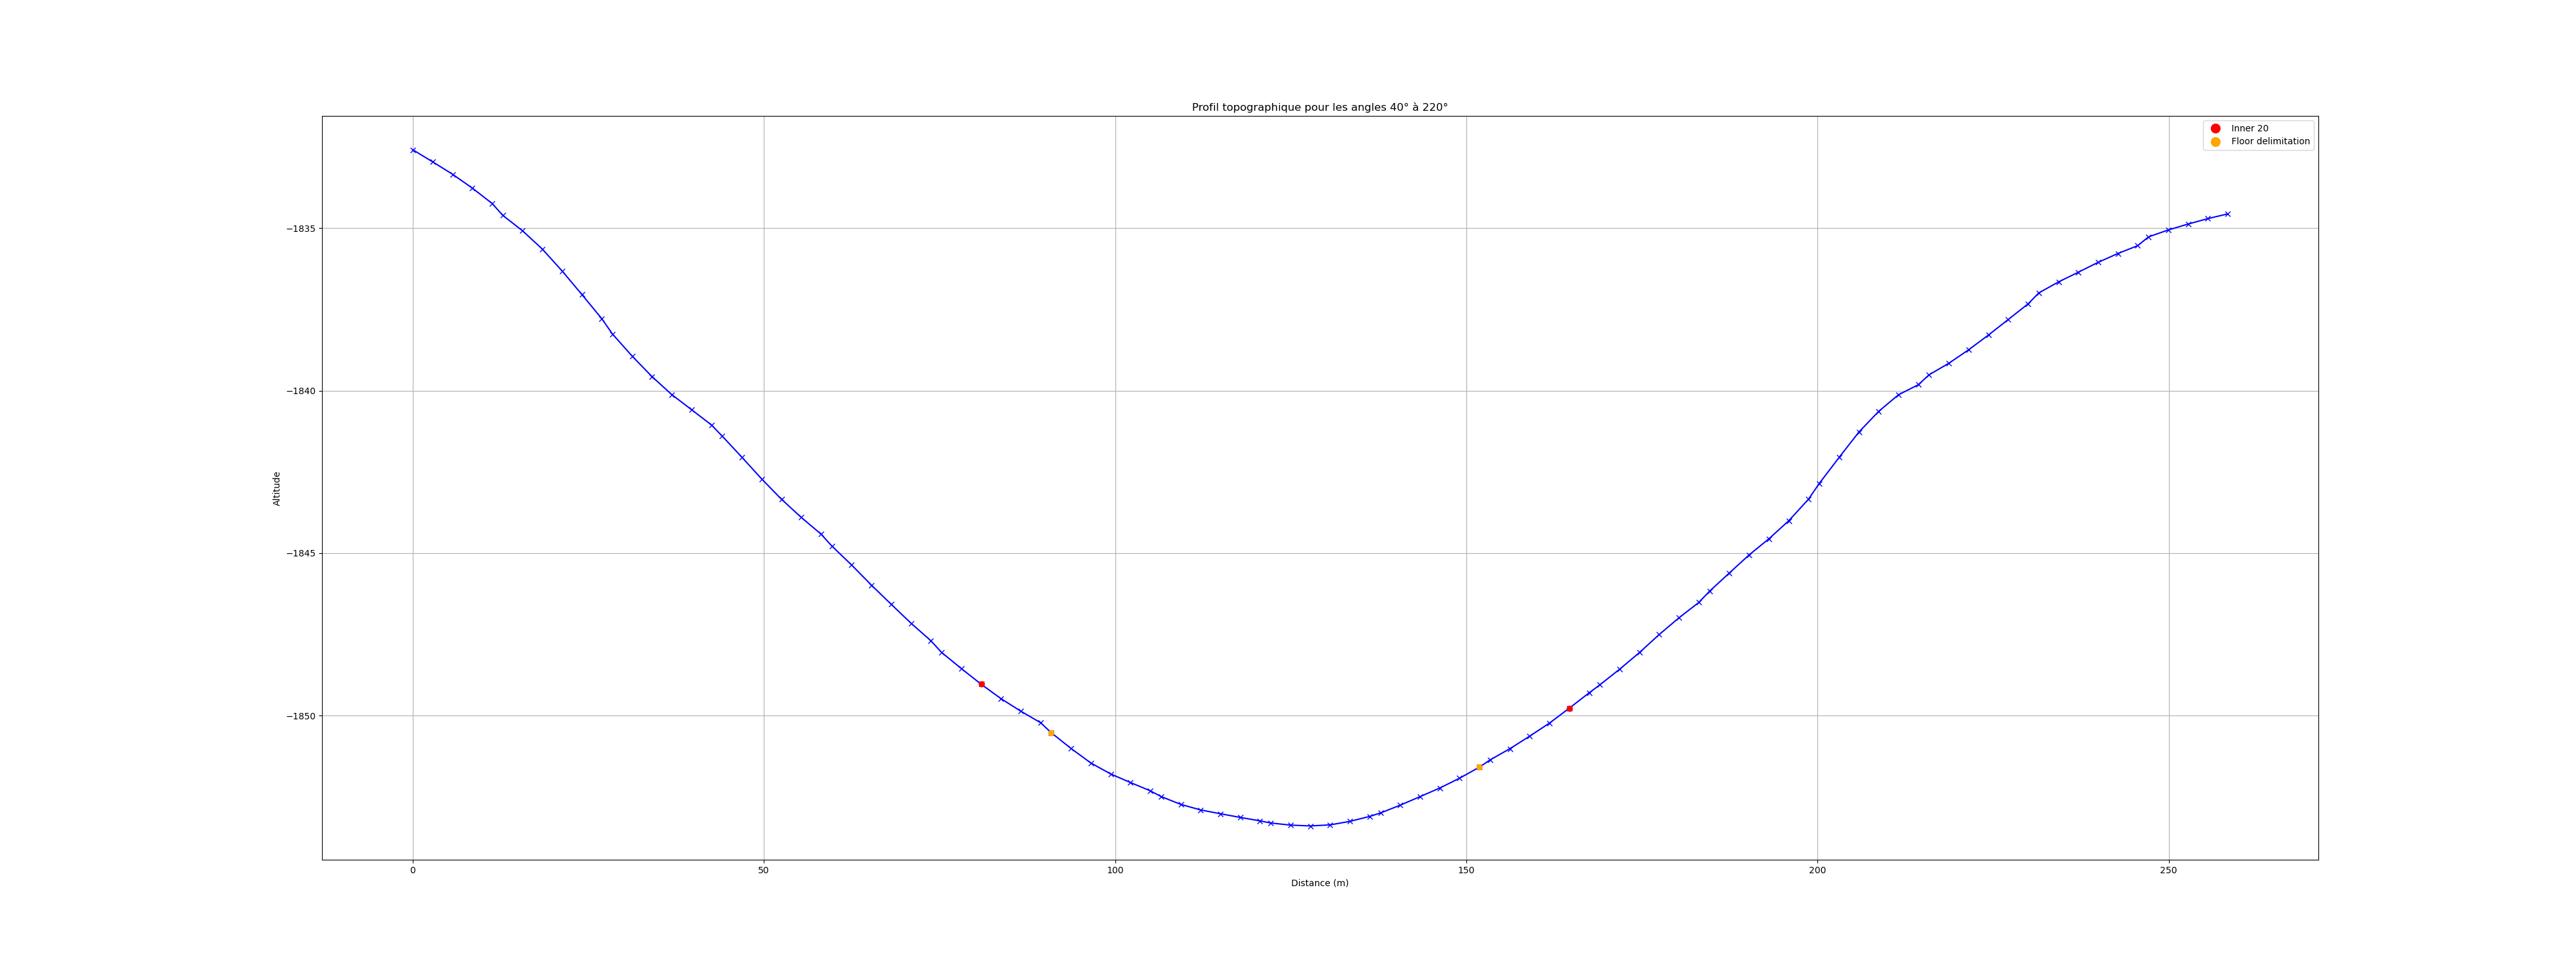 Profil topographique pour les angles 40° à 220°
Inner 20
Floor delimitation
Altitude
−1835
−1840
−1845
−1850
0
50
100
150
200
250
Distance (m)